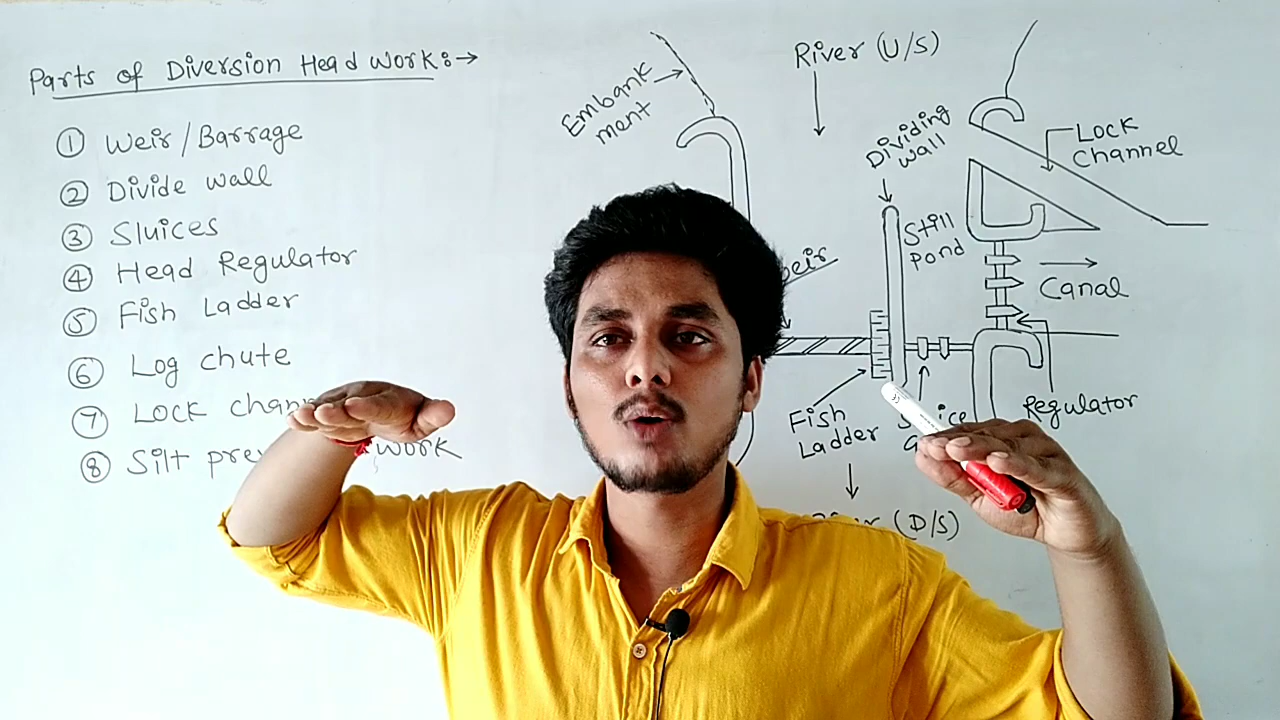 Parts of Diversion Head work:→
① Weir/Barrage
② Divide wall
③ Sluices
④ Head Regulator
⑤ Fish Ladder
⑥ Log chute
⑦ Lock
⑧ Silt work
River (U/S)
Embank
ment
Dividing
wall
Lock
Channel
Still
pond
Canal
Fish
Ladder
Regulator
(D/S)